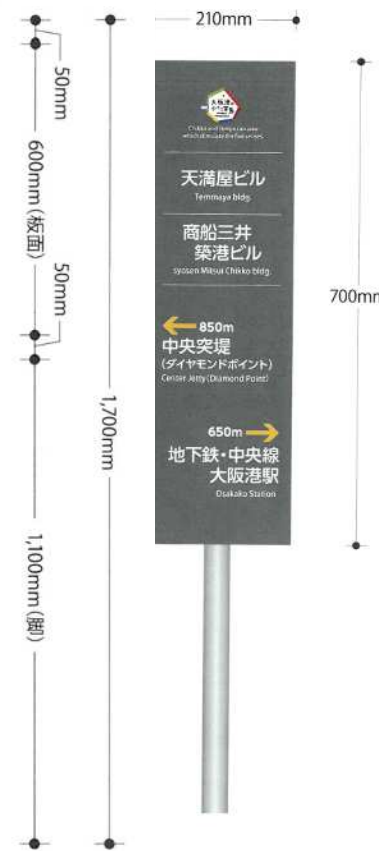 210mm
50mm
600mm(板面)
50mm
1,100mm(脚)
1,700mm
700mm
天満屋ビル
Temmaya bldg.
商船三井
築港ビル
syosen Mitsui Chikko bldg.
850m
中央突堤
(ダイヤモンドポイント)
Center Jetty(Diamond Point)
650m
地下鉄・中央線
大阪港駅
Osakako Station